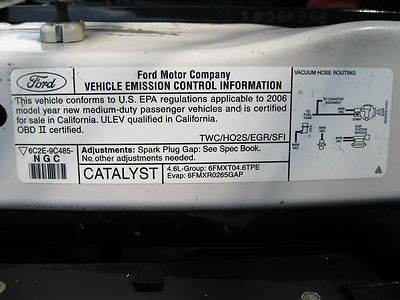 Ford
Ford Motor Company
VEHICLE EMISSION CONTROL INFORMATION
This vehicle conforms to U.S. EPA regulations applicable to 2006
model year new medium-duty passenger vehicles and is certified
for sale in California. ULEV qualified in California.
OBD II certified.
TWC/HO2S/EGR/SFI
6C2E-9C485-
NGC
Adjustments: Spark Plug Gap: See Spec Book.
No other adjustments needed.
CATALYST
4.6L-Group: 6FMXT04.6TPE
Evap: 6FMXR0265GAP
VACUUM HOSE ROUTING